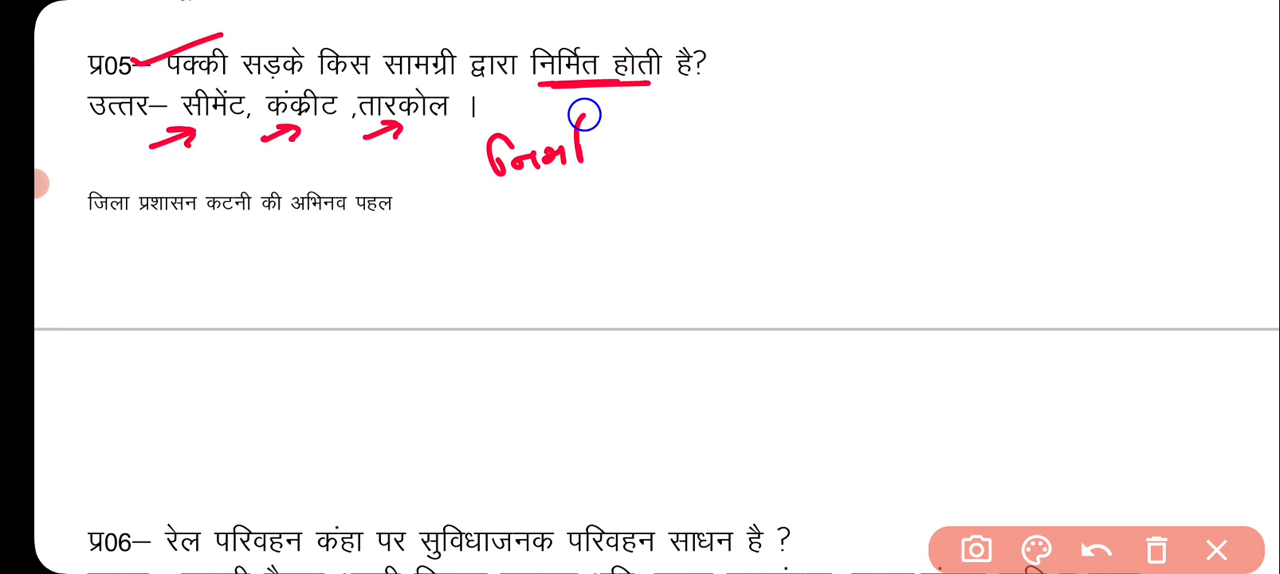 प्र05– पक्की सड़के किस सामग्री द्वारा निर्मित होती है?
उत्तर– सीमेंट, कंक्रीट ,तारकोल ।
निर्मा
जिला प्रशासन कटनी की अभिनव पहल
प्र06– रेल परिवहन कंहा पर सुविधाजनक परिवहन साधन है ?